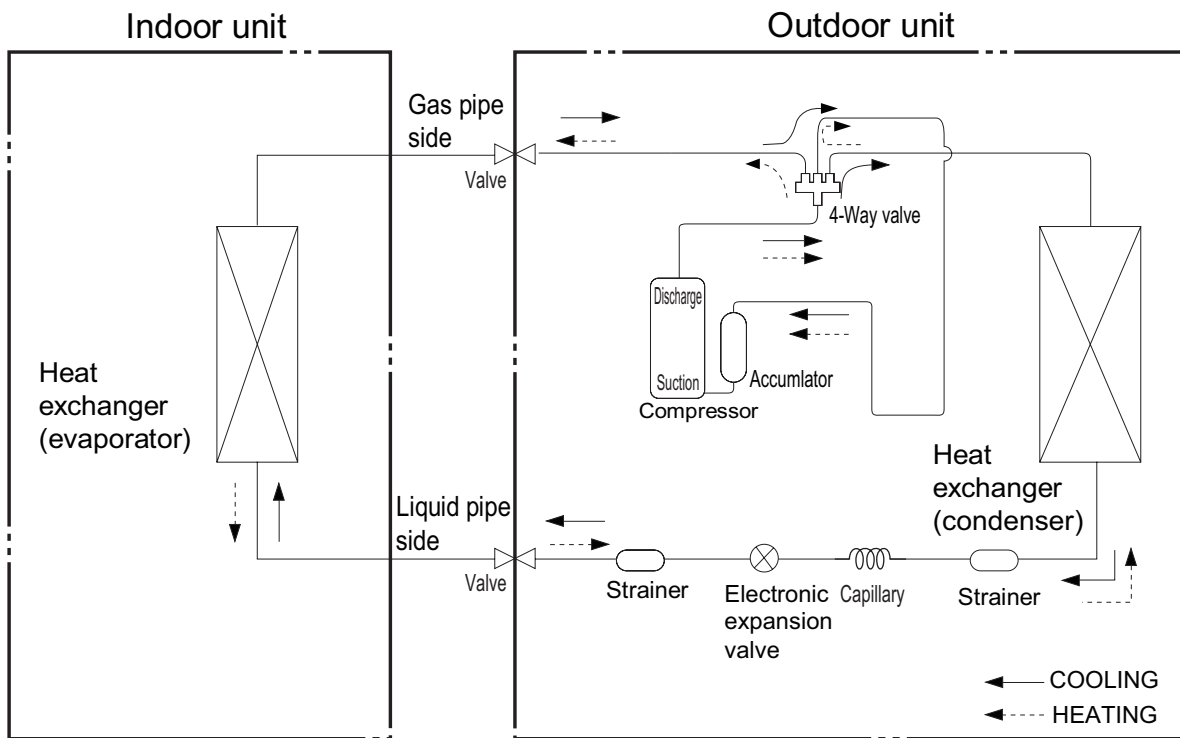 Indoor unit
Outdoor unit
Gas pipe
side
Valve
4-Way valve
Discharge
Suction
Compressor
Accumlator
Heat
exchanger
(evaporator)
Heat
exchanger
(condenser)
Liquid pipe
side
Valve
Strainer
Electronic
expansion
valve
Capillary
Strainer
COOLING
HEATING